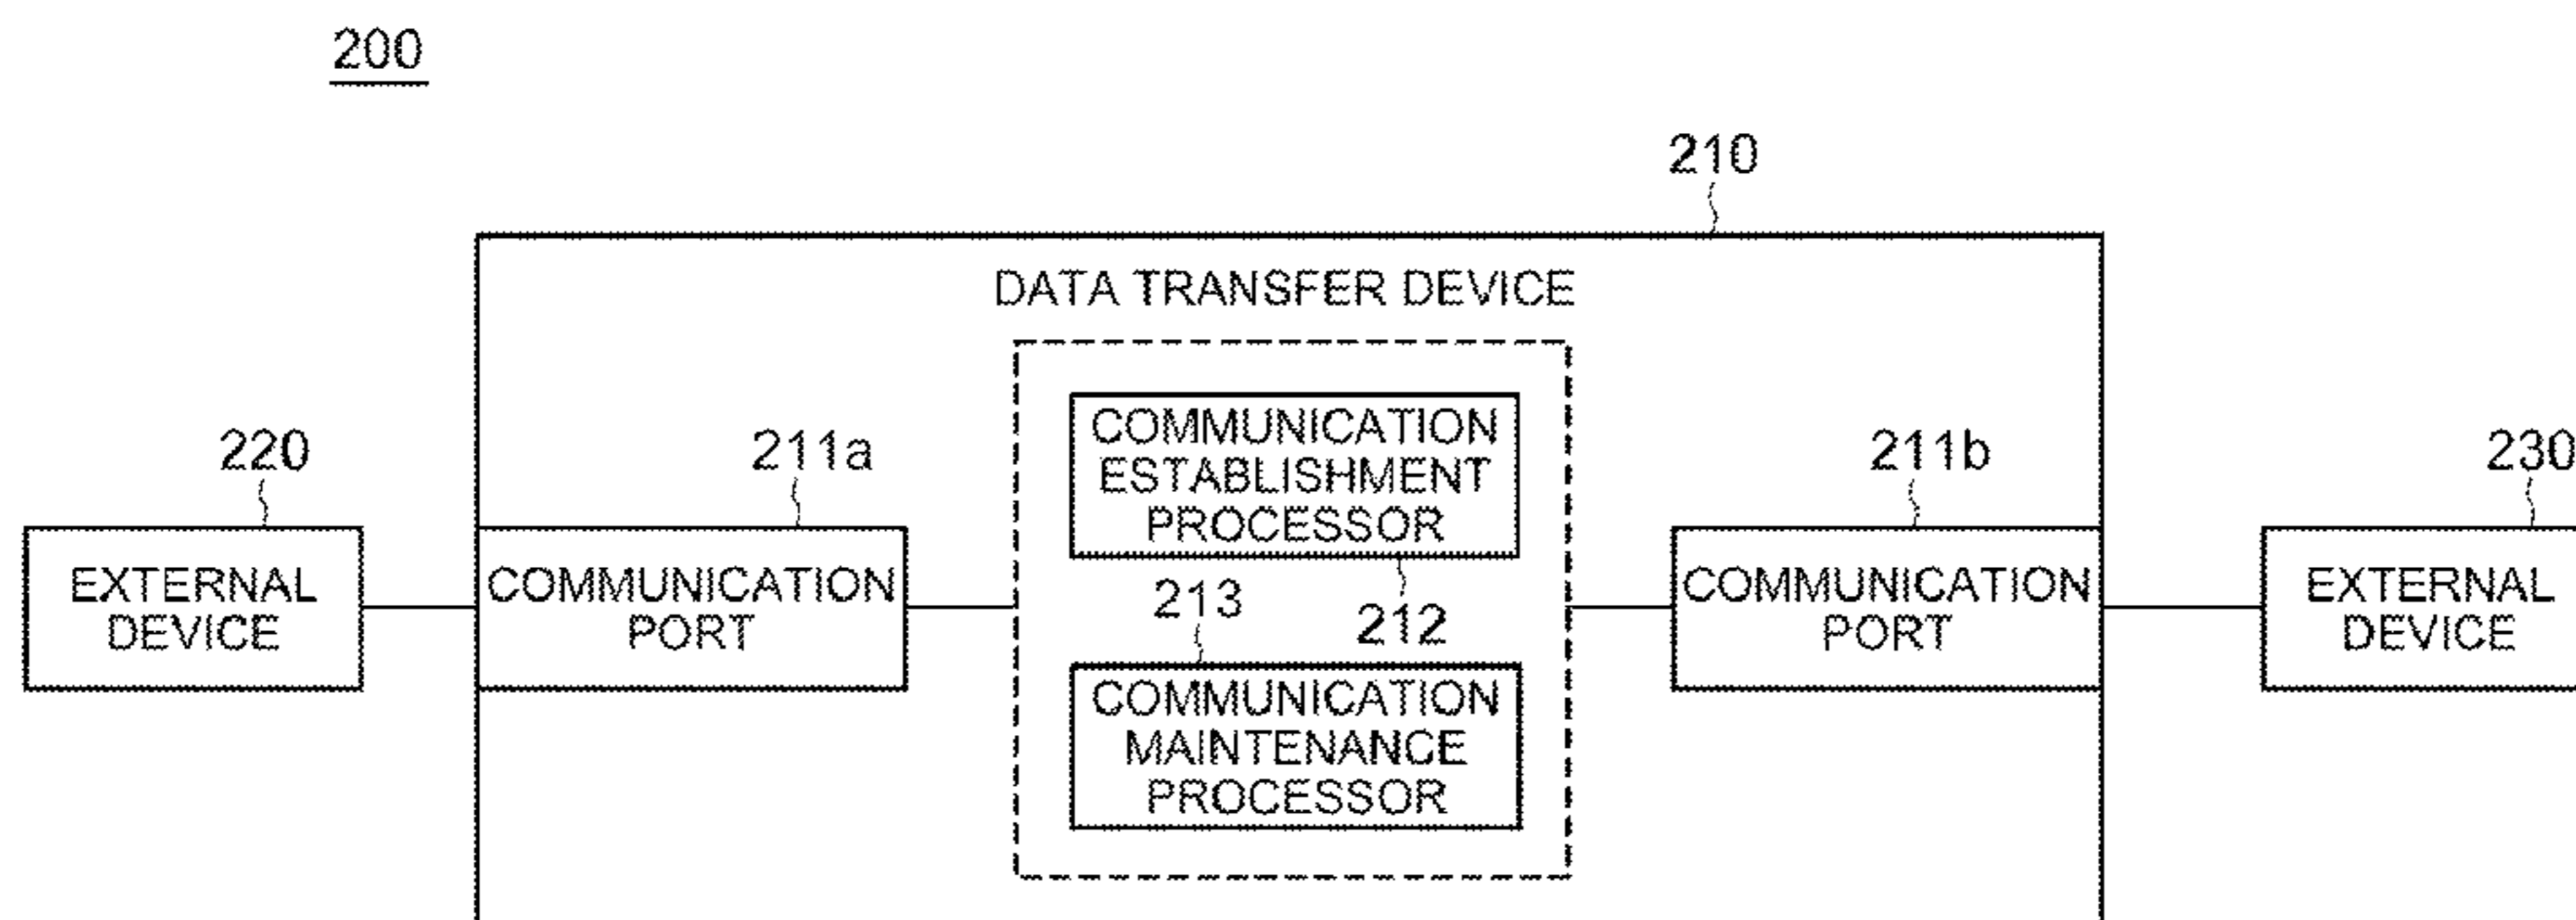 200
210
DATA TRANSFER DEVICE
220
211a
COMMUNICATION
ESTABLISHMENT
PROCESSOR
211b
230
EXTERNAL
DEVICE
COMMUNICATION
PORT
213
212
COMMUNICATION
PORT
EXTERNAL
DEVICE
COMMUNICATION
MAINTENANCE
PROCESSOR